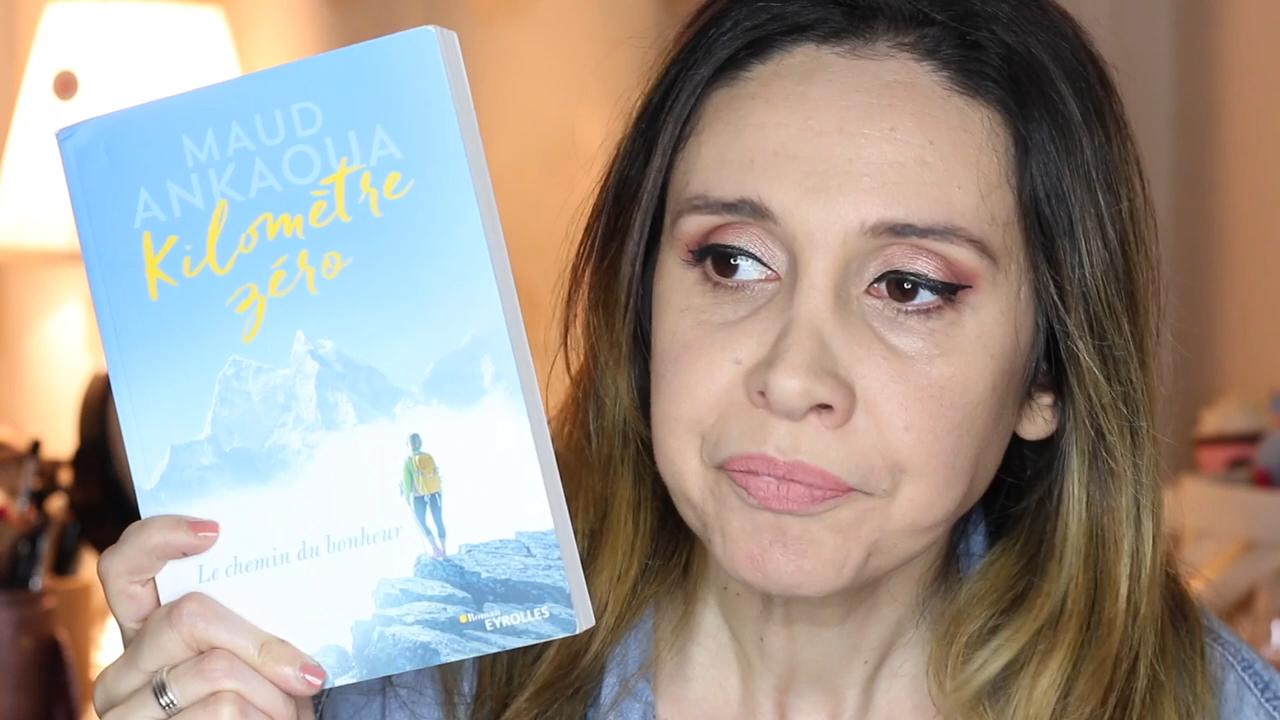 MAUD
ANKAOUA
Kilomètre
zéro
Le chemin du bonheur
Roman
EYROLLES